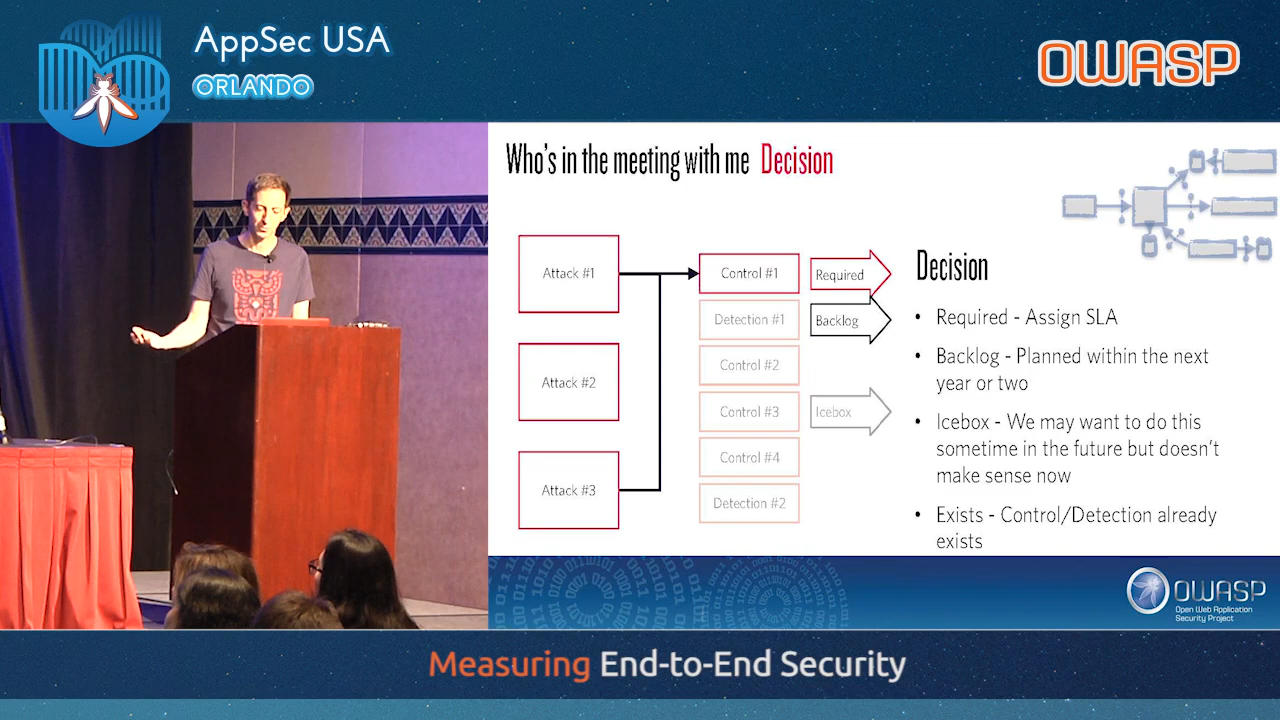 AppSec USA
ORLANDO
OWASP
Who's in the meeting with me Decision
Attack #1
Attack #2
Attack #3
Control #1
Detection #1
Control #2
Control #3
Control #4
Detection #2
Required
Backlog
Icebox
Decision
• Required - Assign SLA
• Backlog - Planned within the next
year or two
• Icebox - We may want to do this
sometime in the future but doesn't
make sense now
• Exists - Control/Detection already
exists
OWASP
Open Web Application
Security Project
Measuring End-to-End Security